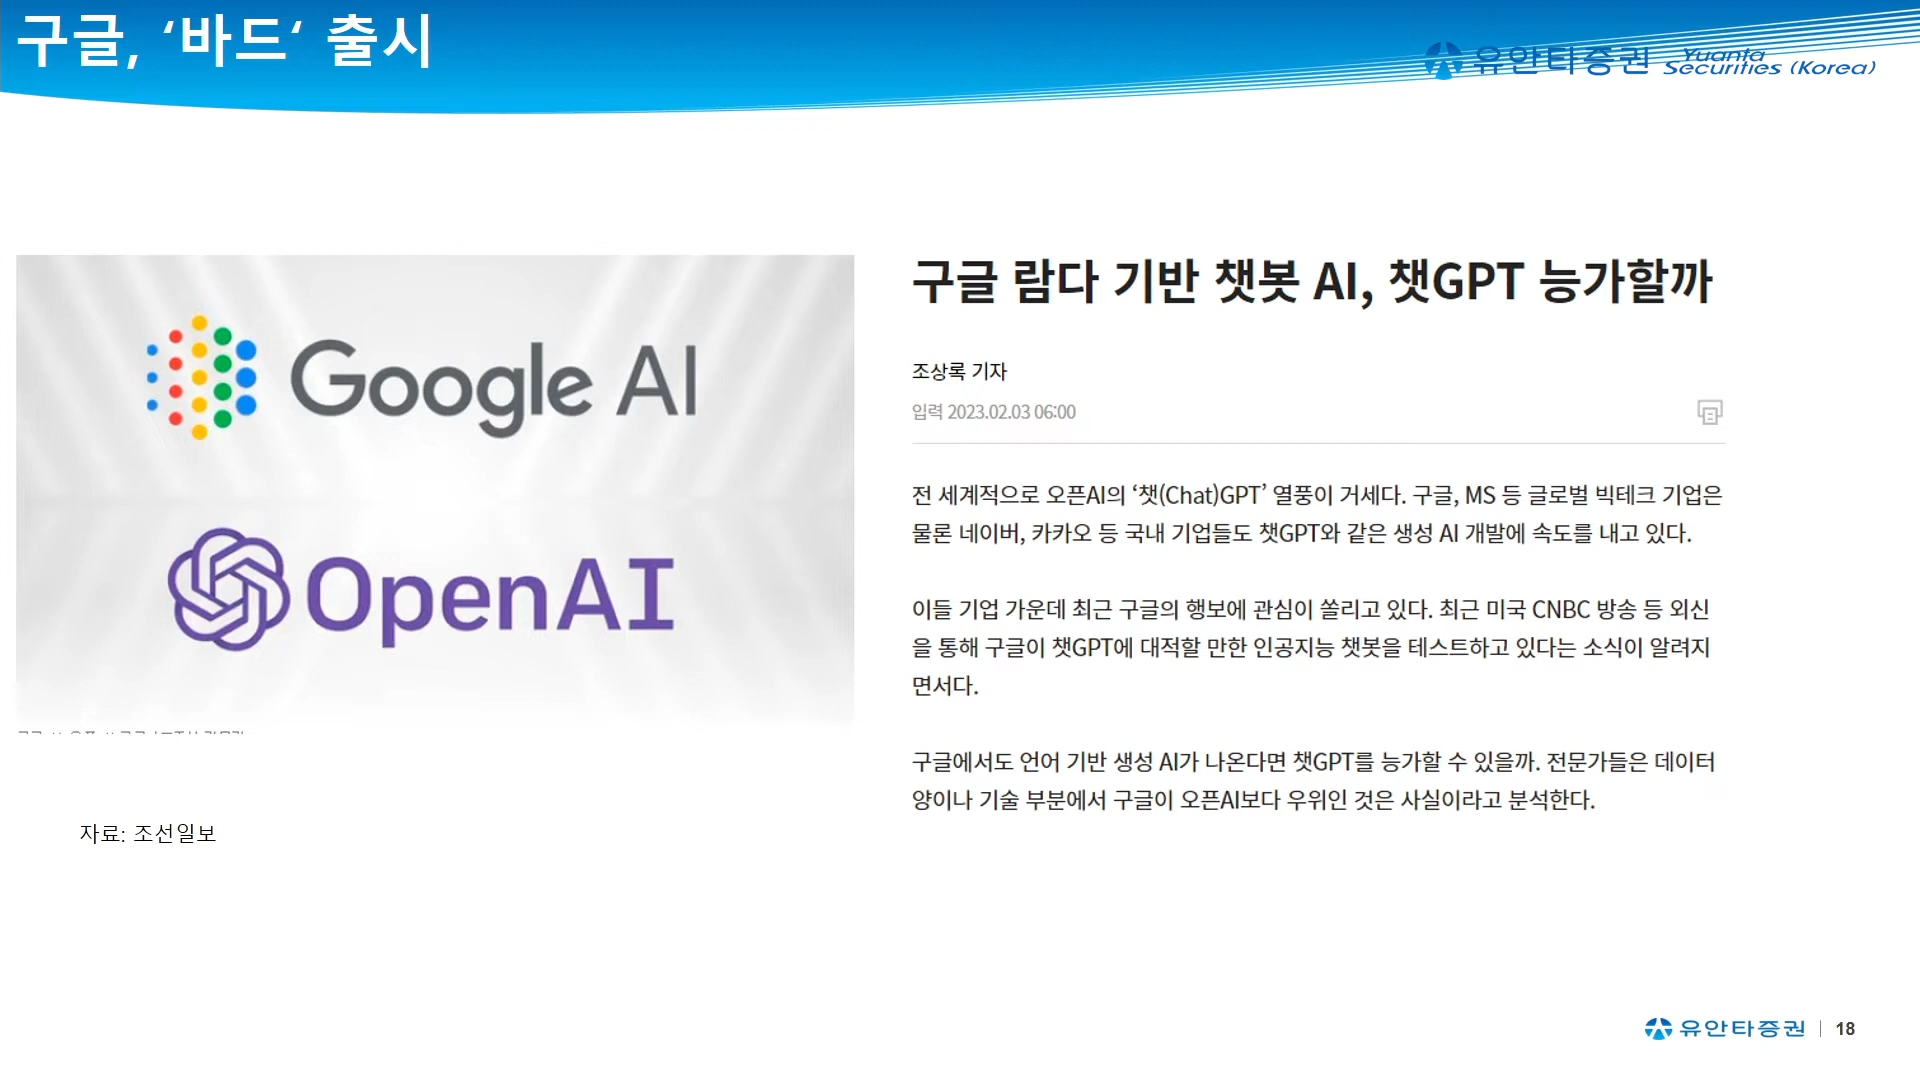 구글, ‘바드‘ 출시
유안타증권 Yuanta Securities (Korea)
Google AI
OpenAI
구글 람다 기반 챗봇 AI, 챗GPT 능가할까
조상록 기자
입력 2023.02.03 06:00
전 세계적으로 오픈AI의 ‘챗(Chat)GPT’ 열풍이 거세다. 구글, MS 등 글로벌 빅테크 기업은
물론 네이버, 카카오 등 국내 기업들도 챗GPT와 같은 생성 AI 개발에 속도를 내고 있다.
이들 기업 가운데 최근 구글의 행보에 관심이 쏠리고 있다. 최근 미국 CNBC 방송 등 외신
을 통해 구글이 챗GPT에 대적할 만한 인공지능 챗봇을 테스트하고 있다는 소식이 알려지
면서다.
구글에서도 언어 기반 생성 AI가 나온다면 챗GPT를 능가할 수 있을까. 전문가들은 데이터
양이나 기술 부분에서 구글이 오픈AI보다 우위인 것은 사실이라고 분석한다.
자료: 조선일보
유안타증권 | 18